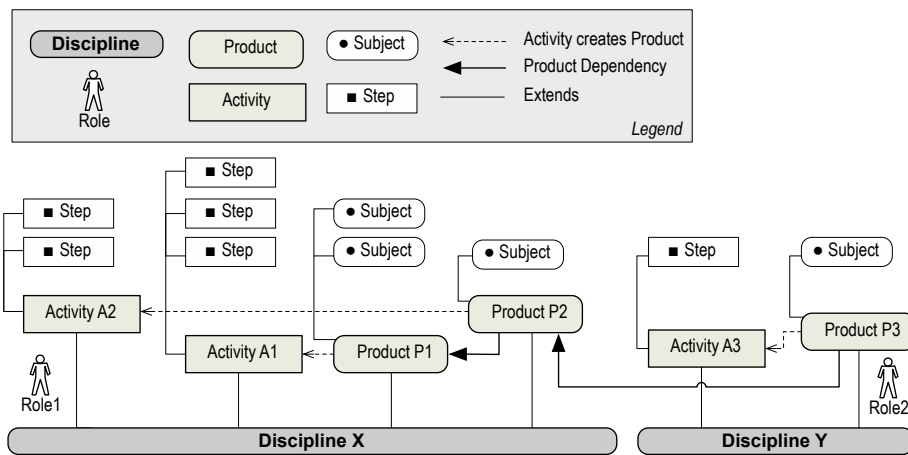 Discipline
Product
● Subject
Activity creates Product
Product Dependency
Role
Activity
■ Step
Extends
Legend
■ Step
■ Step
■ Step
● Subject
■ Step
■ Step
● Subject
● Subject
■ Step
● Subject
Activity A2
Product P2
Product P3
Activity A1
Product P1
Activity A3
Role1
Role2
Discipline X
Discipline Y